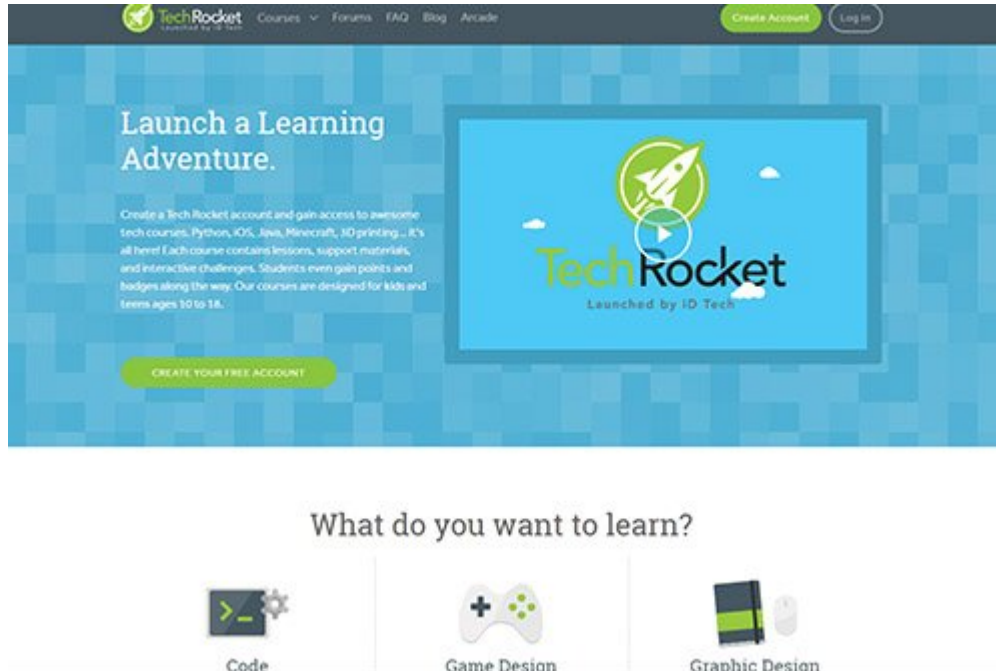 TechRocket Courses Forums FAQ Blog Arcade Create Account Log In
Launched by iD Tech
Launch a Learning
Adventure.
Create a Tech Rocket account and gain access to awesome
tech courses. Python, iOS, Java, Minecraft, 3D printing... it's
all here! Each course contains lessons, support materials,
and interactive challenges. Students even gain points and
badges along the way. Our courses are designed for kids and
teens ages 10 to 18.
CREATE YOUR FREE ACCOUNT
TechRocket
Launched by iD Tech
What do you want to learn?
>_
Code Game Design Graphic Design